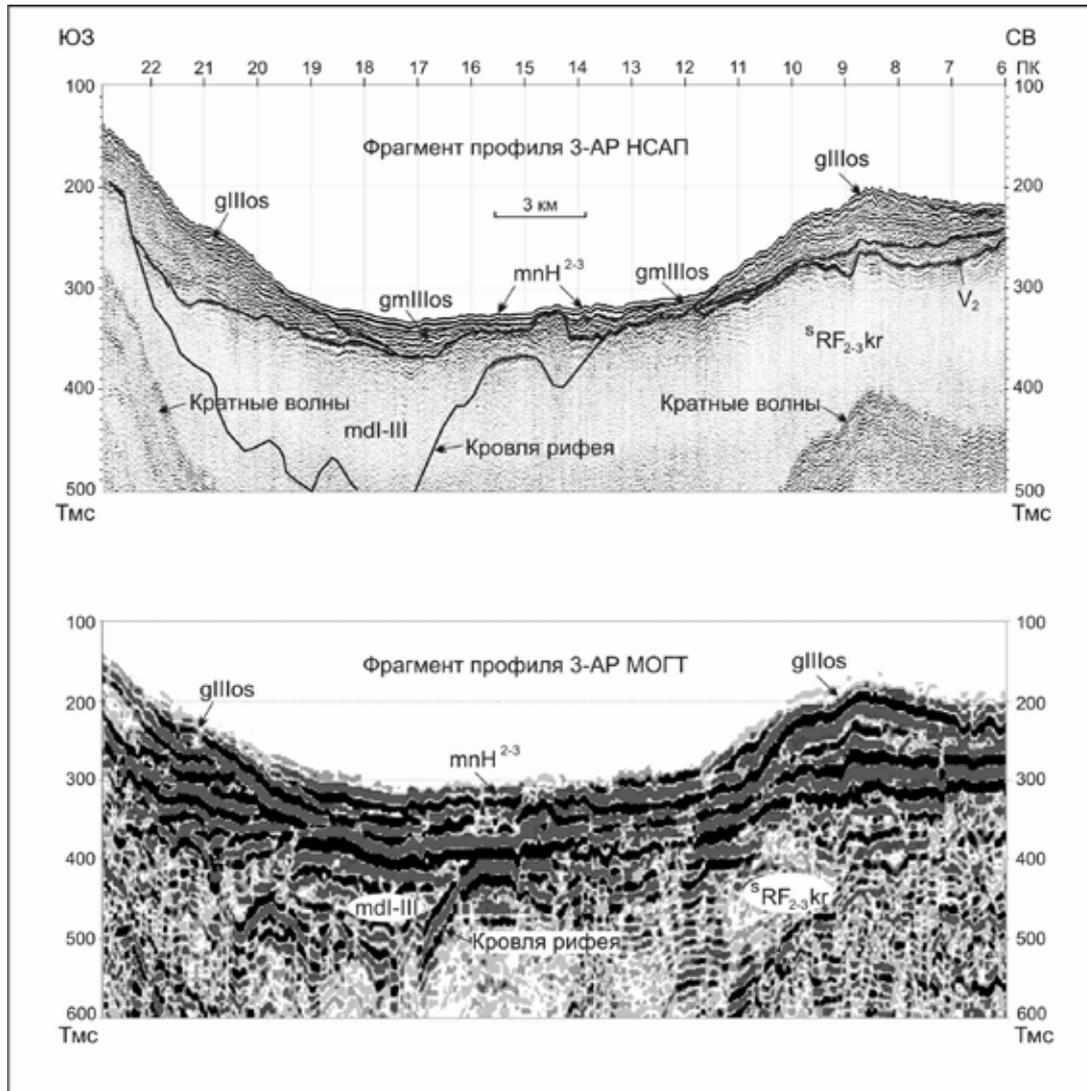 ЮЗ СВ
22 21 20 19 18 17 16 15 14 13 12 11 10 9 8 7 6 ПК
100 100
Фрагмент профиля 3-АР НСАП
gIIIos
200 200
gIIIos
3 км
mnH²⁻³
gmIIIos gmIIIos
300 300
V₂
ˢRF₂₋₃kr
400 400
Кратные волны Кратные волны
mdI-III
Кровля рифея
500 500
Тмс Тмс
100 100
Фрагмент профиля 3-АР МОГТ
gIIIos
gIIIos
200 200
mnH²⁻³
300 300
400 400
ˢRF₂₋₃kr
mdI-III
500 500
Кровля рифея
600 600
Тмс Тмс